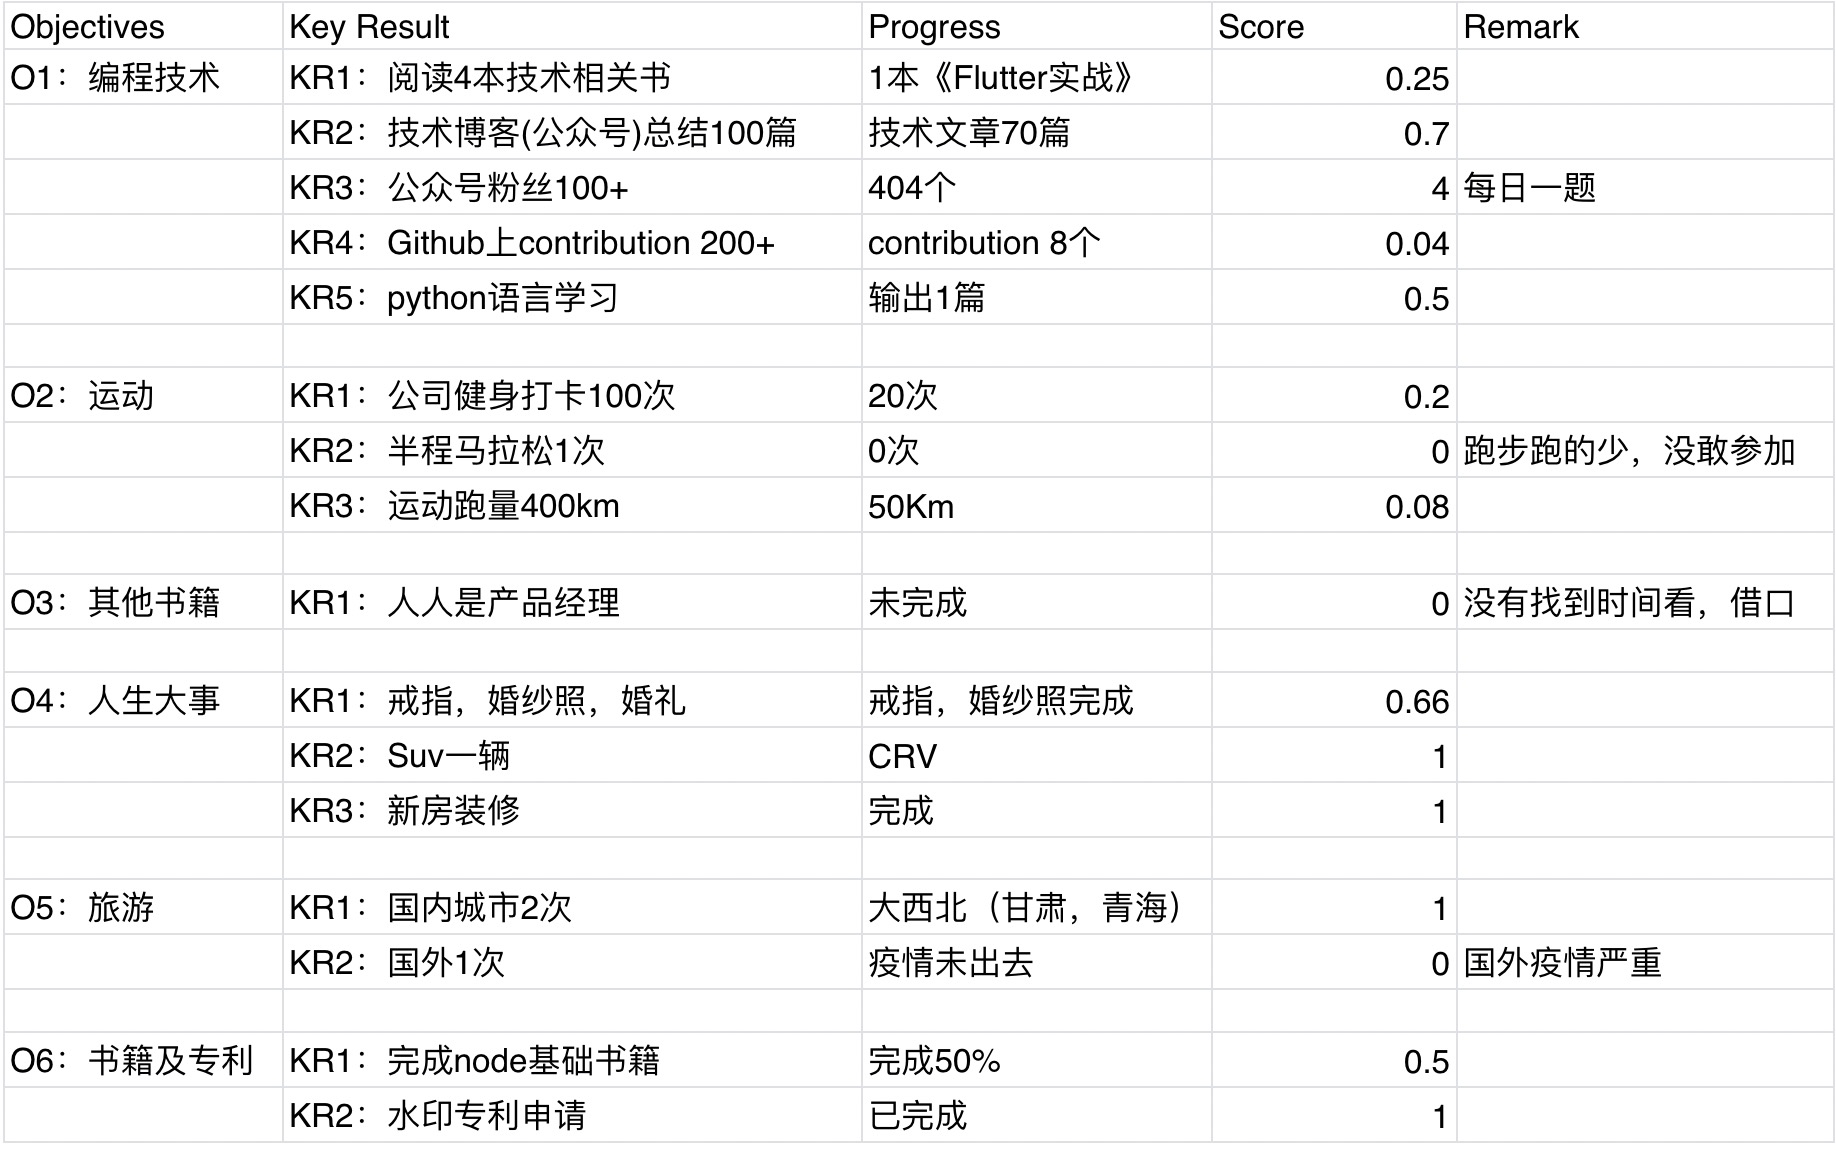 Objectives Key Result Progress Score Remark
O1：编程技术 KR1：阅读4本技术相关书 1本《Flutter实战》 0.25
KR2：技术博客(公众号)总结100篇 技术文章70篇 0.7
KR3：公众号粉丝100+ 404个 4 每日一题
KR4：Github上contribution 200+ contribution 8个 0.04
KR5：python语言学习 输出1篇 0.5
O2：运动 KR1：公司健身打卡100次 20次 0.2
KR2：半程马拉松1次 0次 0 跑步跑的少，没敢参加
KR3：运动跑量400km 50Km 0.08
O3：其他书籍 KR1：人人是产品经理 未完成 0 没有找到时间看，借口
O4：人生大事 KR1：戒指，婚纱照，婚礼 戒指，婚纱照完成 0.66
KR2：Suv一辆 CRV 1
KR3：新房装修 完成 1
O5：旅游 KR1：国内城市2次 大西北（甘肃，青海） 1
KR2：国外1次 疫情未出去 0 国外疫情严重
O6：书籍及专利 KR1：完成node基础书籍 完成50% 0.5
KR2：水印专利申请 已完成 1